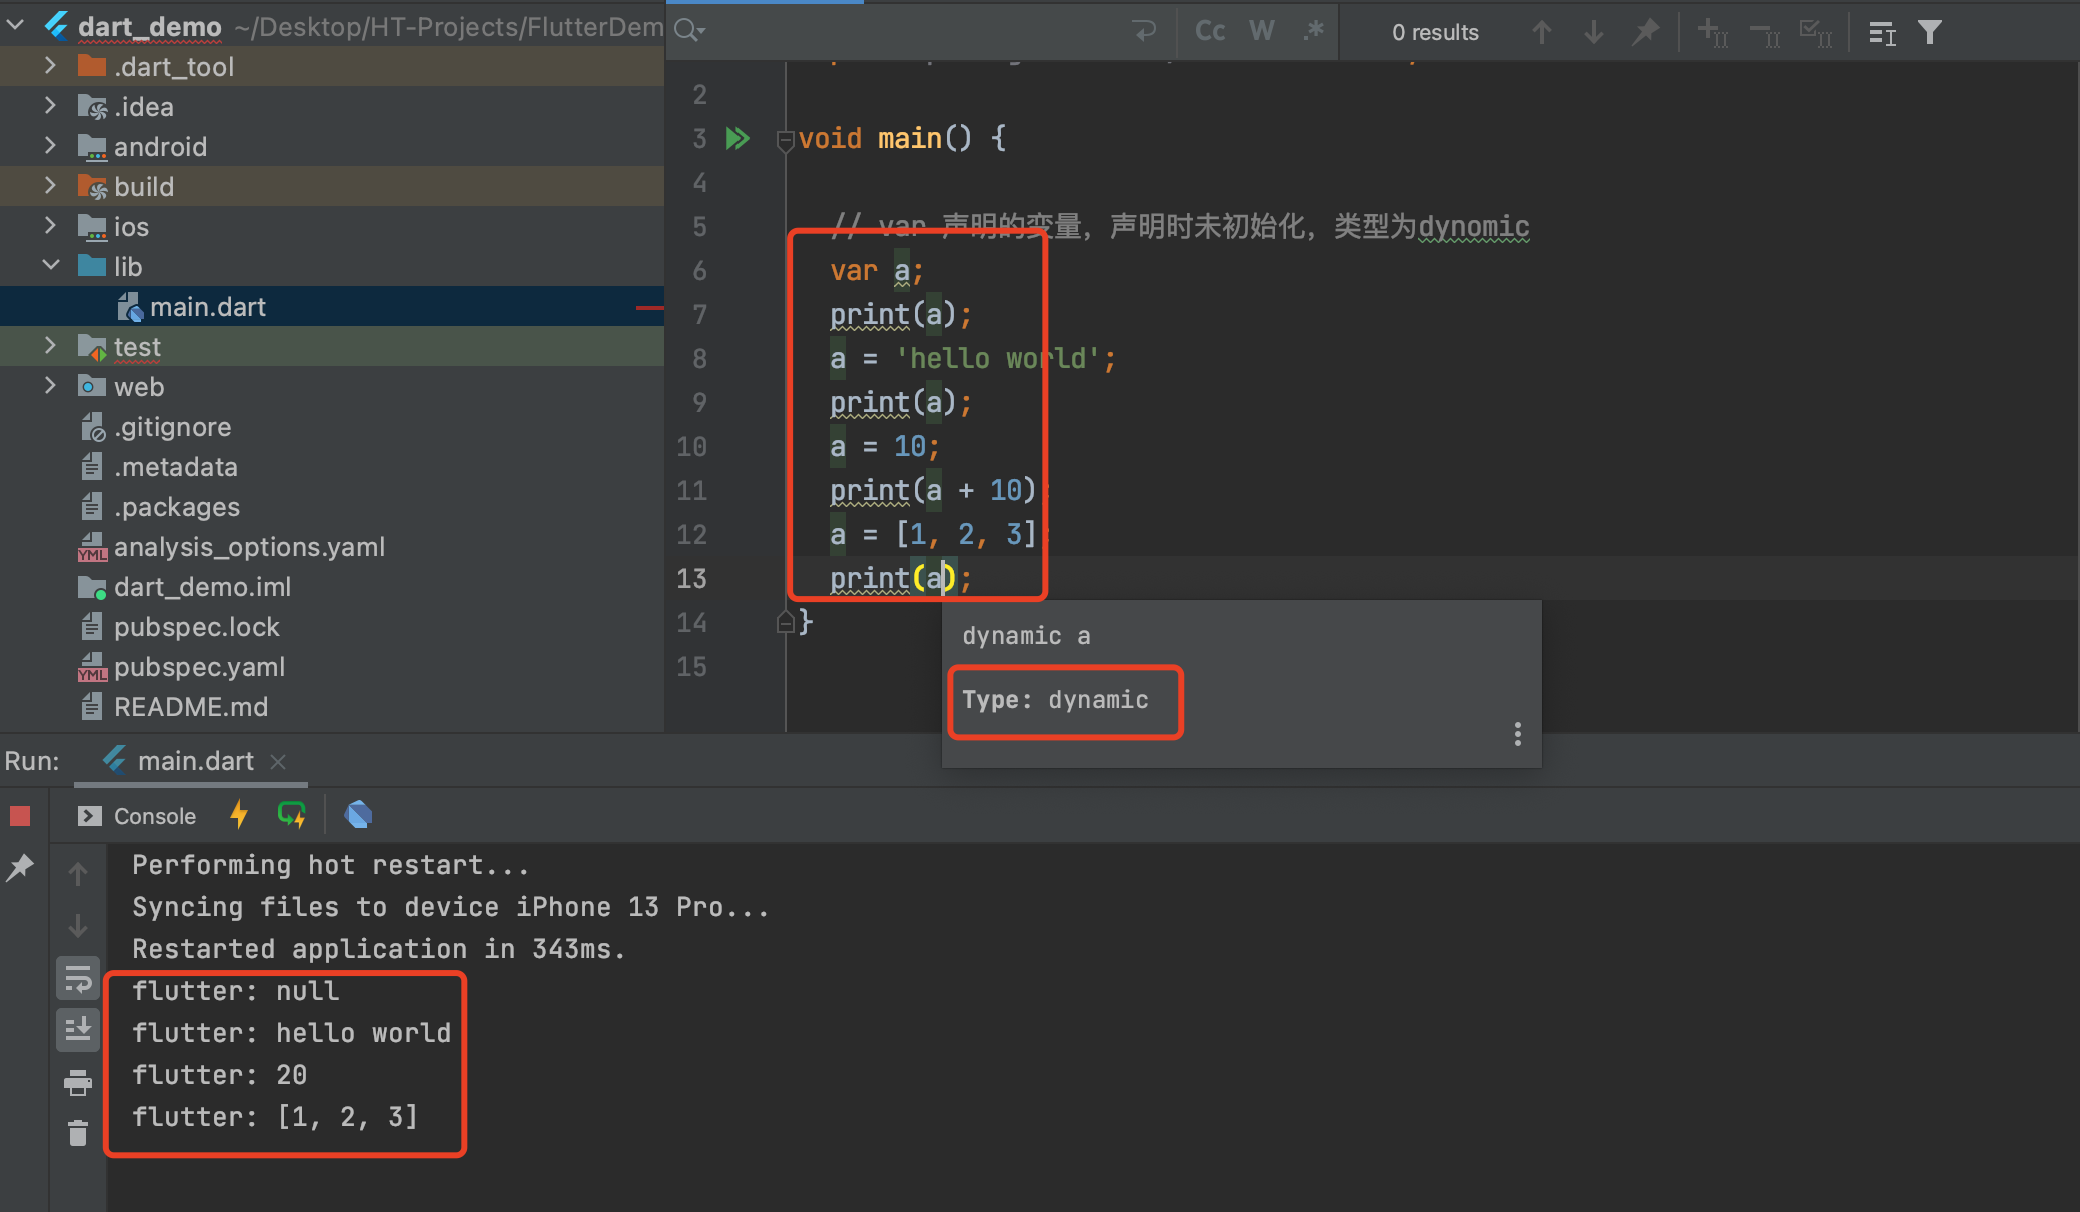 dart_demo ~/Desktop/HT-Projects/FlutterDem
.dart_tool
.idea
android
build
ios
lib
main.dart
test
web
.gitignore
.metadata
.packages
analysis_options.yaml
dart_demo.iml
pubspec.lock
pubspec.yaml
README.md
Cc W .* 0 results
2
3 void main() {
4
5 // var 声明的变量，声明时未初始化，类型为dynomic
6 var a;
7 print(a);
8 a = 'hello world';
9 print(a);
10 a = 10;
11 print(a + 10);
12 a = [1, 2, 3];
13 print(a);
14 }
15
dynamic a
Type: dynamic
Run: main.dart
Console
Performing hot restart...
Syncing files to device iPhone 13 Pro...
Restarted application in 343ms.
flutter: null
flutter: hello world
flutter: 20
flutter: [1, 2, 3]